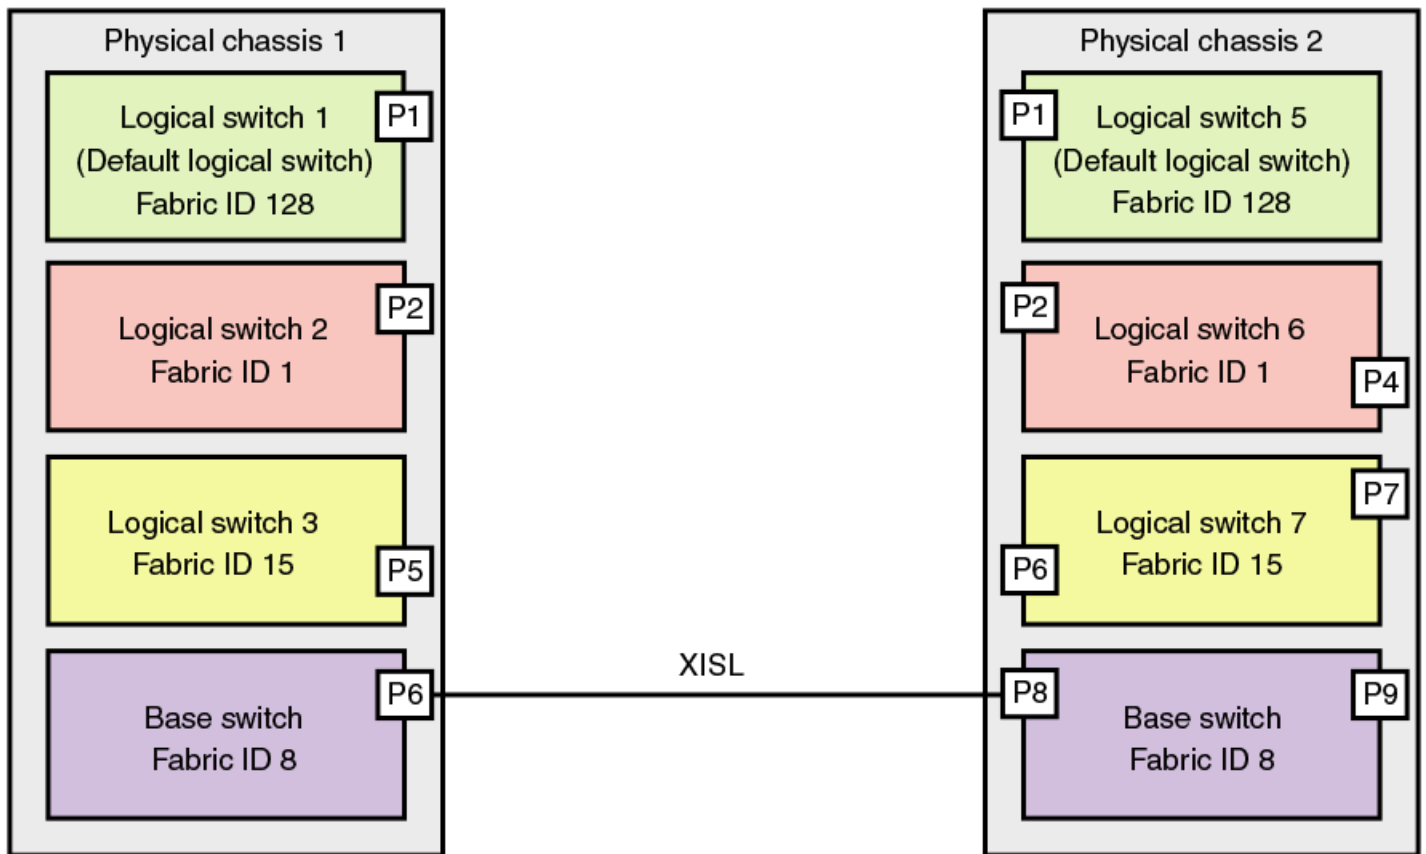 Physical chassis 1
Logical switch 1
(Default logical switch)
Fabric ID 128
P1
Logical switch 2
Fabric ID 1
P2
Logical switch 3
Fabric ID 15
P5
Base switch
Fabric ID 8
P6
XISL
Physical chassis 2
P1
Logical switch 5
(Default logical switch)
Fabric ID 128
P2
Logical switch 6
Fabric ID 1
P4
P7
Logical switch 7
Fabric ID 15
P6
P8
Base switch
Fabric ID 8
P9